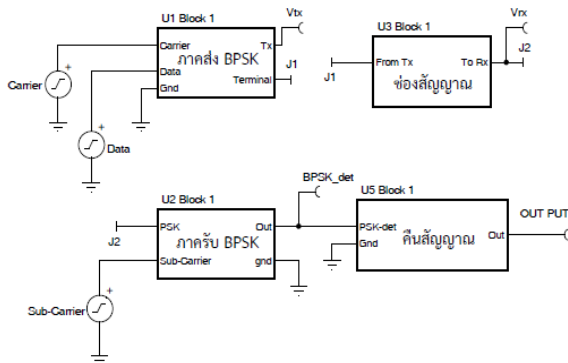 U1 Block 1
Vtx
Carrier
Tx
ภาคส่ง BPSK
Data
Terminal
J1
Gnd
Carrier
Data
U3 Block 1
Vrx
J1
From Tx
To Rx
J2
ช่องสัญญาณ
U2 Block 1
BPSK_det
J2
PSK
Out
ภาครับ BPSK
Sub-Carrier
gnd
Sub-Carrier
U5 Block 1
PSK-det
คืนสัญญาณ
Gnd
Out
OUT PUT